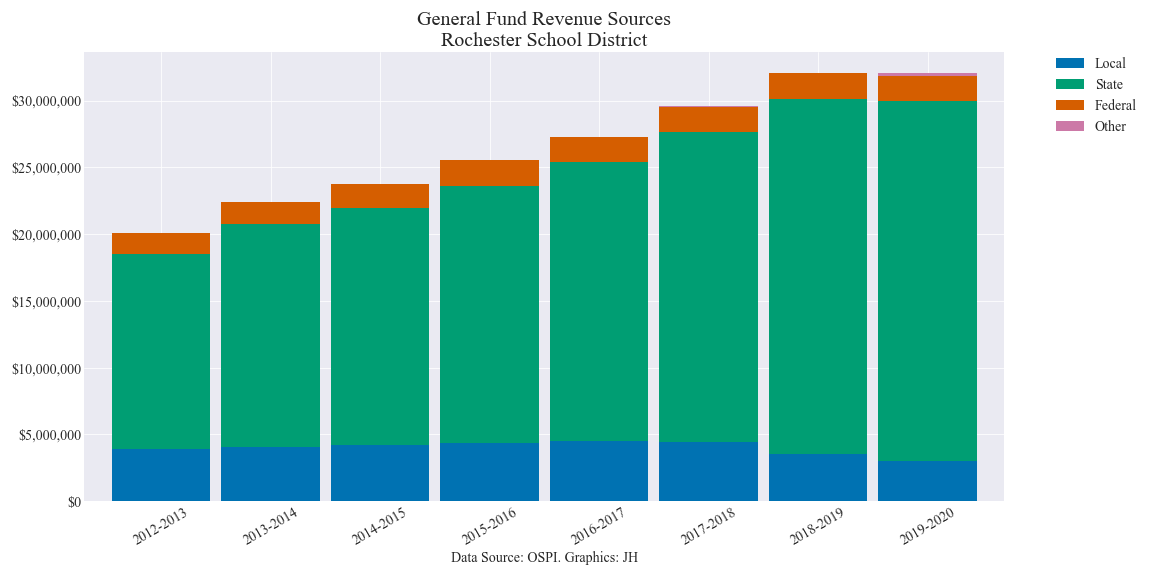 General Fund Revenue Sources
Rochester School District
Local
State
Federal
Other
$30,000,000
$25,000,000
$20,000,000
$15,000,000
$10,000,000
$5,000,000
$0
2012-2013
2013-2014
2014-2015
2015-2016
2016-2017
2017-2018
2018-2019
2019-2020
Data Source: OSPI. Graphics: JH